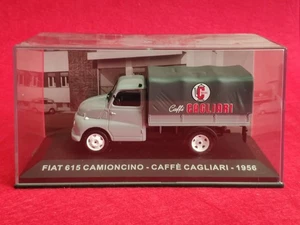 C
Caffè
CAGLIARI
FIAT 615 CAMIONCINO - CAFFÈ CAGLIARI - 1956